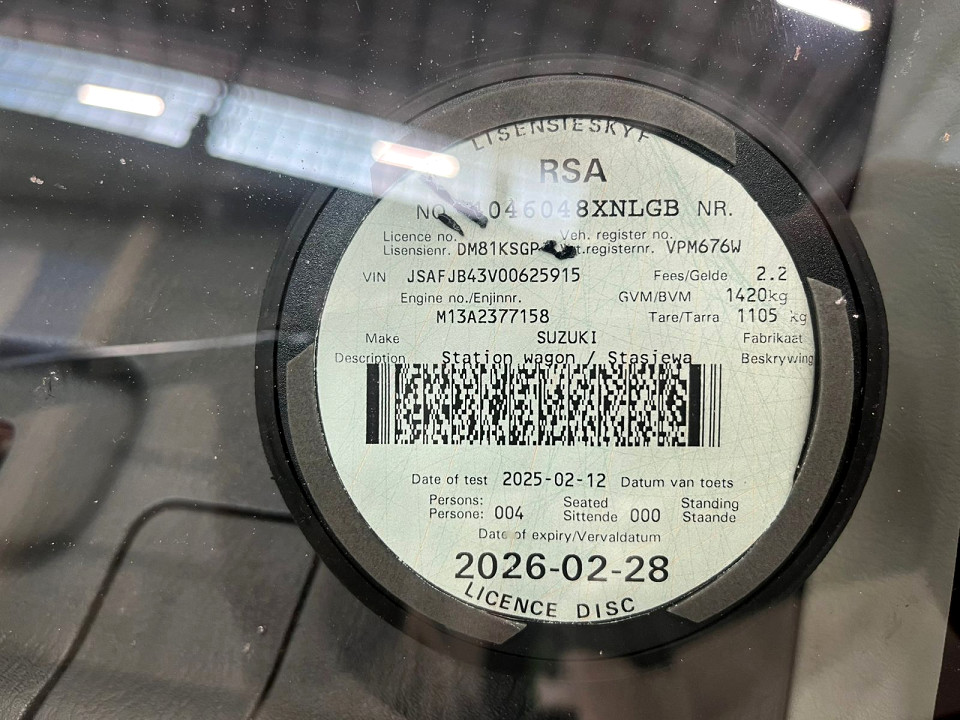 LISENSIESKYF
RSA
NO. 1046048XNLGB NR.
Licence no. Veh. register no.
Lisensienr. DM81KSGP registernr. VPM676W
VIN JSAFJB43V00625915 Fees/Gelde 2.2
Engine no./Enjinnr. GVM/BVM 1420kg
M13A2377158 Tare/Tarra 1105 kg
Make SUZUKI Fabrikaat
Description Station wagon / Stasiewa Beskrywing
Date of test 2025-02-12 Datum van toets
Persons: Seated Standing
Persone: 004 Sittende 000 Staande
Date of expiry/Vervaldatum
2026-02-28
LICENCE DISC